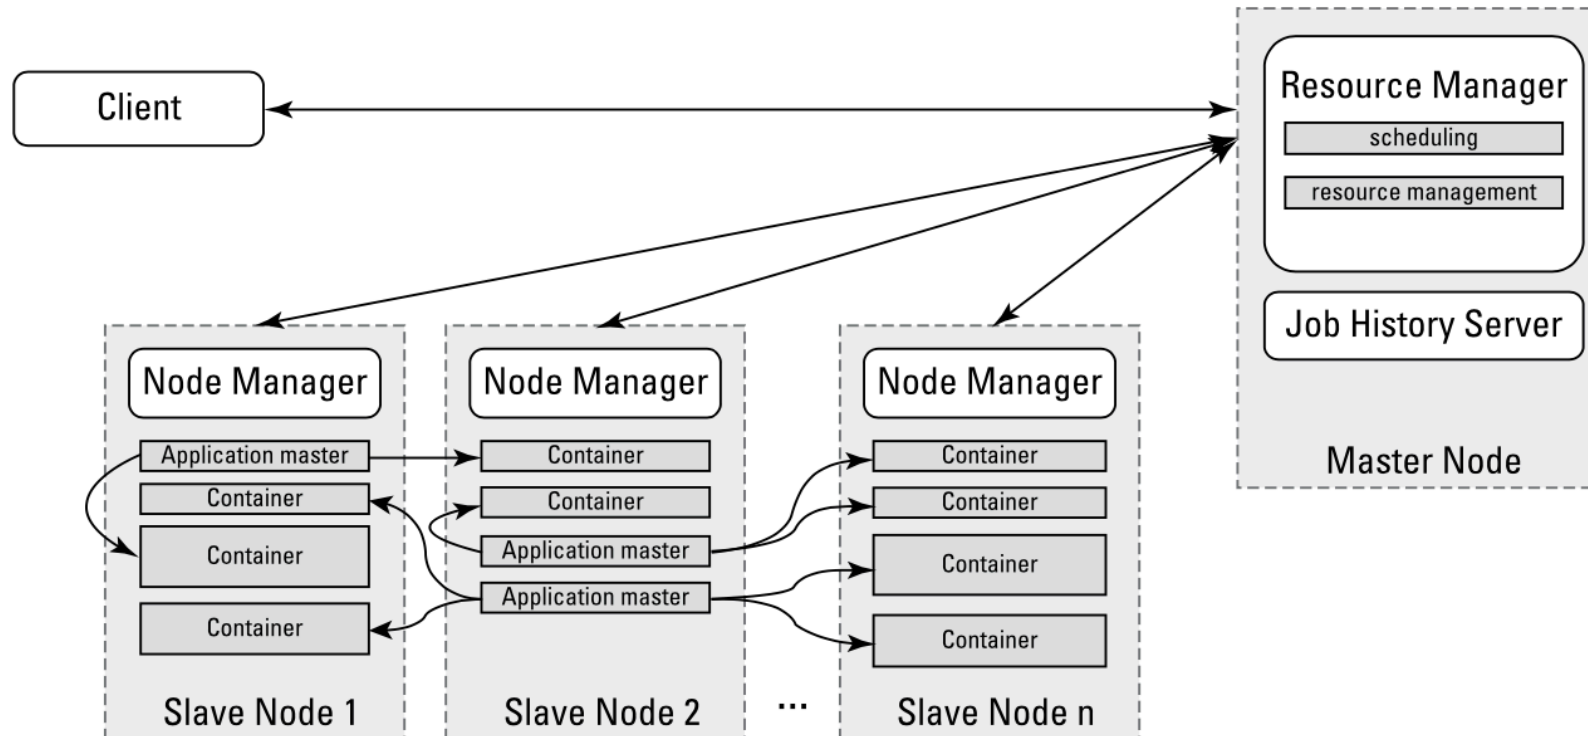 Client
Resource Manager
scheduling
resource management
Job History Server
Master Node
Node Manager
Application master
Container
Container
Container
Slave Node 1
Node Manager
Container
Container
Application master
Application master
Slave Node 2
...
Node Manager
Container
Container
Container
Container
Slave Node n